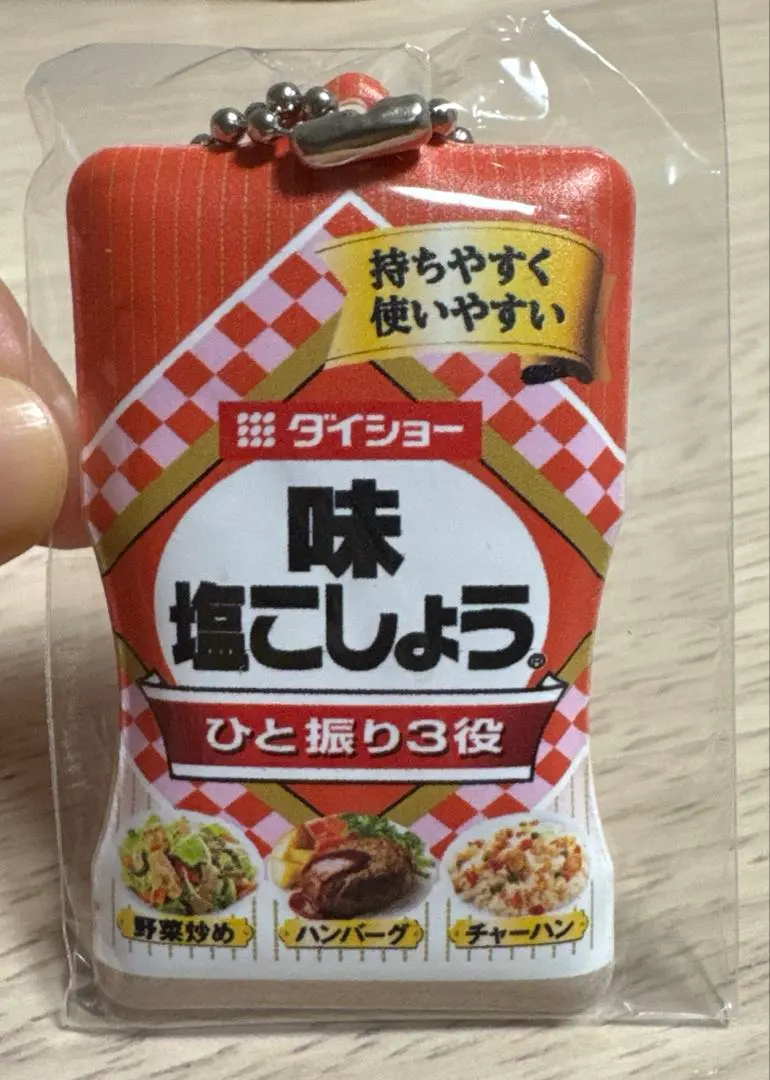 持ちやすく
使いやすい
ダイショー
味
塩こしょう®
ひと振り3役
野菜炒め
ハンバーグ
チャーハン